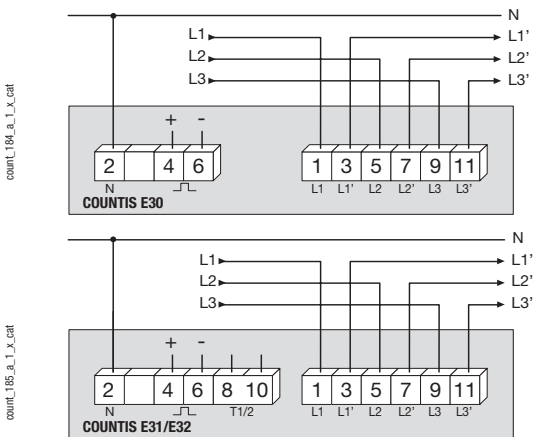 N
L1 L1’
L2 L2’
L3 L3’
+ -
2 4 6 1 3 5 7 9 11
N L1 L1’ L2 L2’ L3 L3’
COUNTIS E30
count_184_a_1_x_cat
N
L1 L1’
L2 L2’
L3 L3’
+ -
2 4 6 8 10 1 3 5 7 9 11
N T1/2 L1 L1’ L2 L2’ L3 L3’
COUNTIS E31/E32
count_185_a_1_x_cat